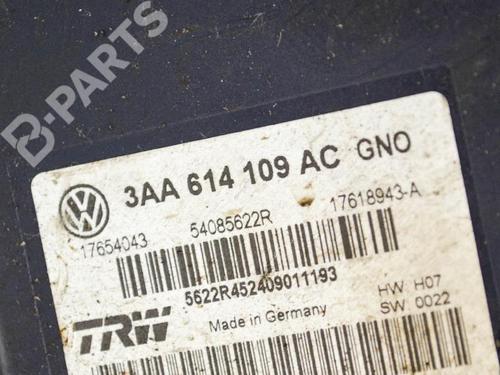 B-PARTS
3AA 614 109 AC GNO
17654043 54085622R 17618943-A
5622R452409011193
TRW Made in Germany HW H07
SW 0022